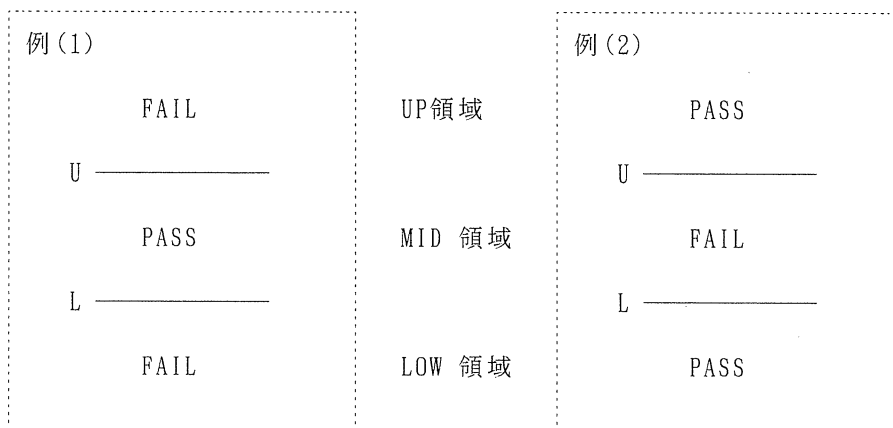 例(1)
例(2)
FAIL
UP領域
PASS
U
U
PASS
MID 領域
FAIL
L
L
FAIL
LOW 領域
PASS